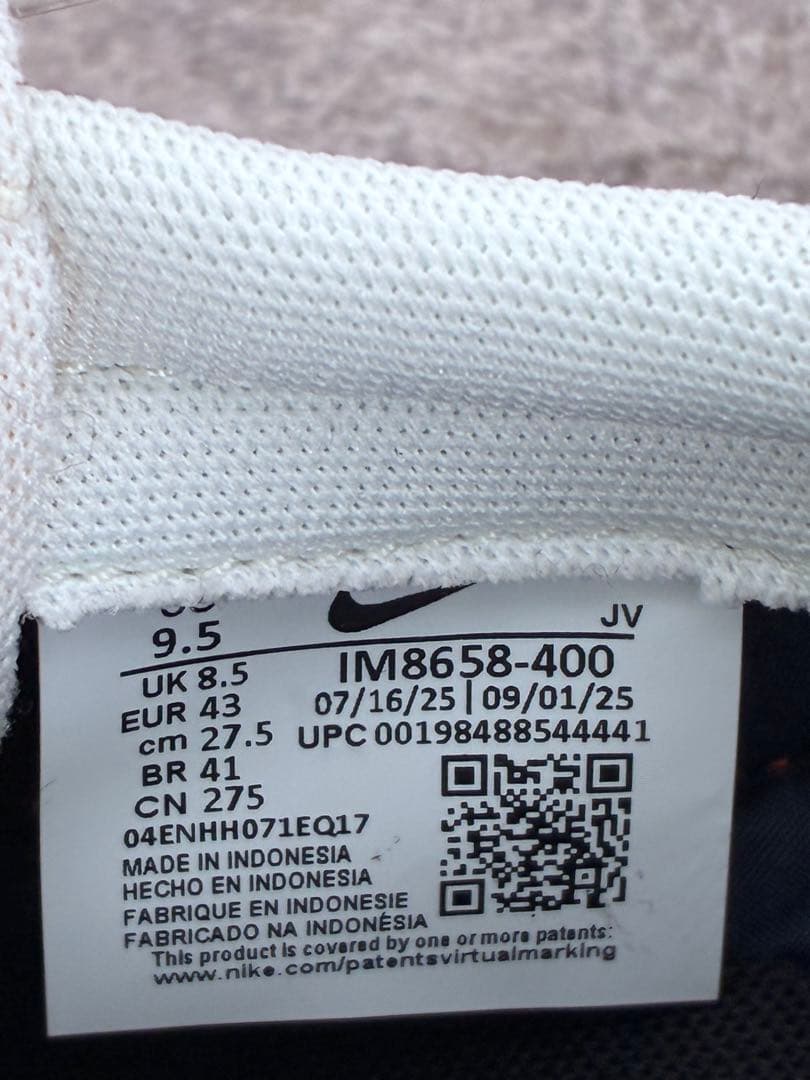 9.5
JV
UK 8.5
IM8658-400
EUR 43
07/16/25 | 09/01/25
cm 27.5
UPC 00198488544441
BR 41
CN 275
04ENHH071EQ17
MADE IN INDONESIA
HECHO EN INDONESIA
FABRIQUE EN INDONESIE
FABRICADO NA INDONÉSIA
This product is covered by one or more patents:
www.nike.com/patentsvirtualmarking